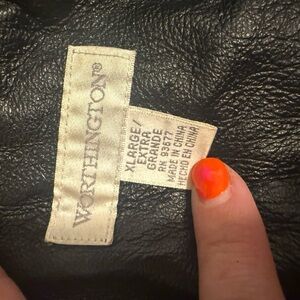 WORTHINGTON®
XLARGE/
EXTRA
GRANDE
RN 93677
MADE IN CHINA
HECHO EN CHINA